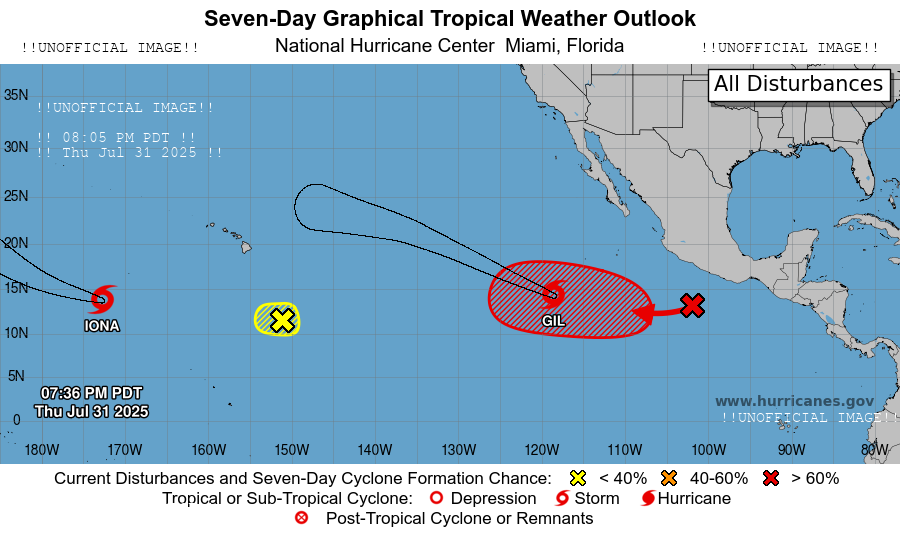 Seven-Day Graphical Tropical Weather Outlook
!!UNOFFICIAL IMAGE!! National Hurricane Center Miami, Florida !!UNOFFICIAL IMAGE!!
All Disturbances
35N
!!UNOFFICIAL IMAGE!!
!! 08:05 PM PDT !!
30N
!! Thu Jul 31 2025 !!
25N
20N
15N
IONA
GIL
10N
5N
07:36 PM PDT
Thu Jul 31 2025
www.hurricanes.gov
0
!!UNOFFICIAL IMAGE!!
180W 170W 160W 150W 140W 130W 120W 110W 100W 90W 80W
Current Disturbances and Seven-Day Cyclone Formation Chance: < 40% 40-60% > 60%
Tropical or Sub-Tropical Cyclone: Depression Storm Hurricane
Post-Tropical Cyclone or Remnants